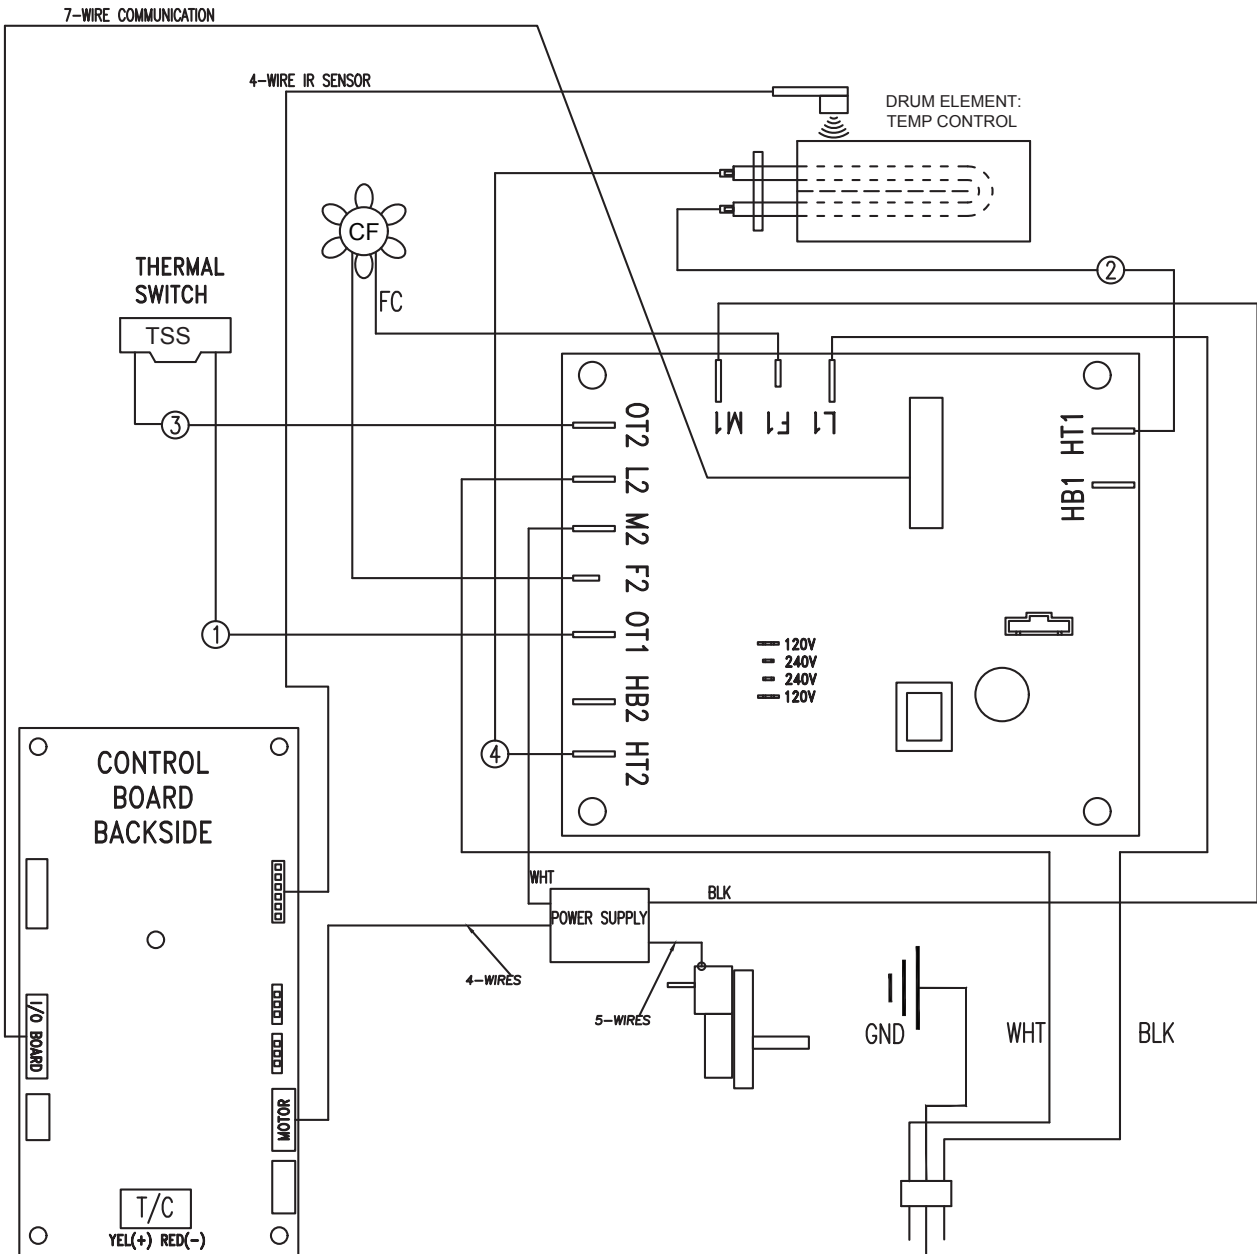 7-WIRE COMMUNICATION
4-WIRE IR SENSOR
DRUM ELEMENT:
TEMP CONTROL
CF
THERMAL
SWITCH
FC
TSS
2
3
OT2
M1
F1
L1
HT1
L2
HB1
M2
F2
1
OT1
120V
240V
240V
120V
HB2
4
HT2
CONTROL
BOARD
BACKSIDE
WHT
BLK
POWER SUPPLY
4-WIRES
5-WIRES
I/O BOARD
GND
WHT
BLK
MOTOR
T/C
YEL(+) RED(-)